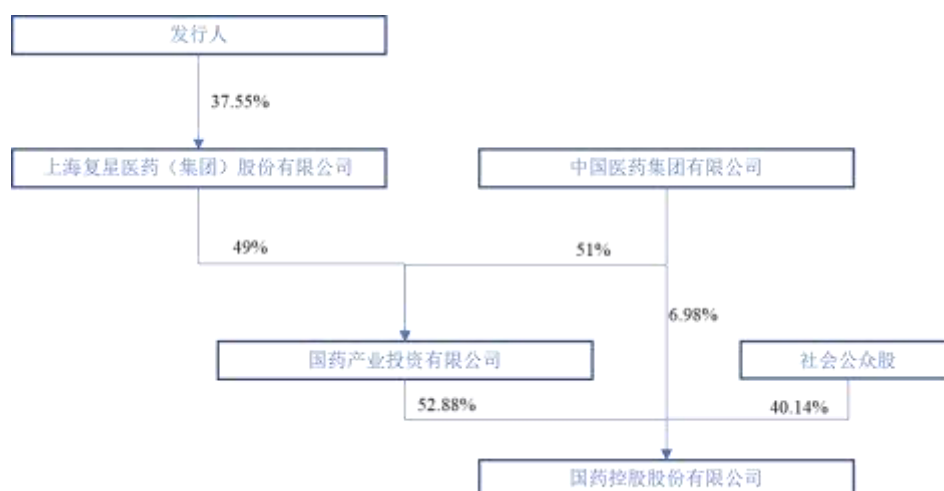 发行人
37.55%
上海复星医药（集团）股份有限公司
中国医药集团有限公司
49%
51%
6.98%
国药产业投资有限公司
社会公众股
52.88%
40.14%
国药控股股份有限公司